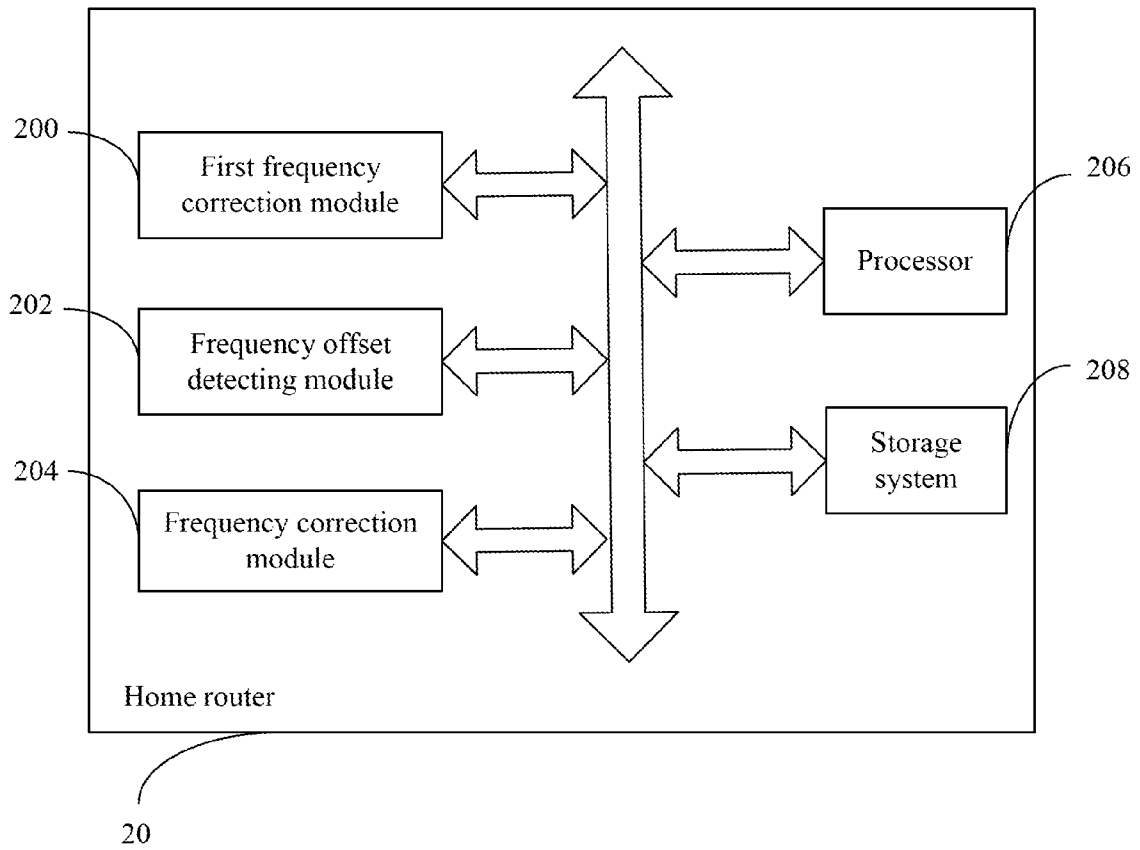 200
First frequency
correction module
206
Processor
202
Frequency offset
detecting module
208
Storage
system
204
Frequency correction
module
Home router
20